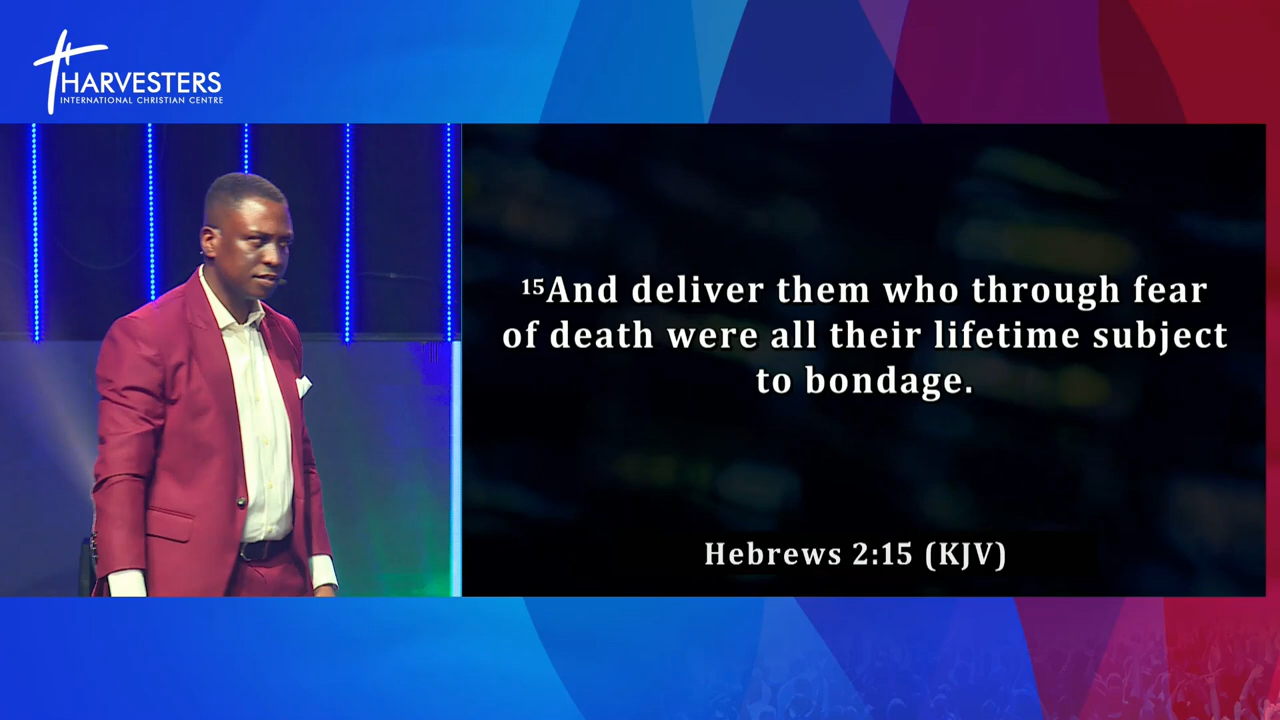 HARVESTERS
INTERNATIONAL CHRISTIAN CENTRE
15And deliver them who through fear
of death were all their lifetime subject
to bondage.
Hebrews 2:15 (KJV)